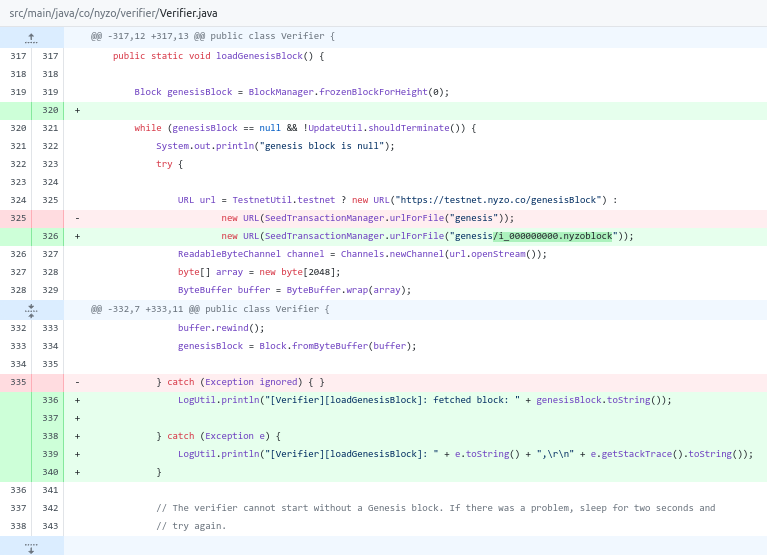 src/main/java/co/nyzo/verifier/Verifier.java
@@ -317,12 +317,13 @@ public class Verifier {
317 317 public static void loadGenesisBlock() {
318 318
319 319 Block genesisBlock = BlockManager.frozenBlockForHeight(0);
320 +
320 321 while (genesisBlock == null && !UpdateUtil.shouldTerminate()) {
321 322 System.out.println("genesis block is null");
322 323 try {
323 324
324 325 URL url = TestnetUtil.testnet ? new URL("https://testnet.nyzo.co/genesisBlock") :
325 - new URL(SeedTransactionManager.urlForFile("genesis"));
326 + new URL(SeedTransactionManager.urlForFile("genesis/i_000000000.nyzoblock"));
326 327 ReadableByteChannel channel = Channels.newChannel(url.openStream());
327 328 byte[] array = new byte[2048];
328 329 ByteBuffer buffer = ByteBuffer.wrap(array);
@@ -332,7 +333,11 @@ public class Verifier {
332 333 buffer.rewind();
333 334 genesisBlock = Block.fromByteBuffer(buffer);
334 335
335 - } catch (Exception ignored) { }
336 + LogUtil.println("[Verifier][loadGenesisBlock]: fetched block: " + genesisBlock.toString());
337 +
338 + } catch (Exception e) {
339 + LogUtil.println("[Verifier][loadGenesisBlock]: " + e.toString() + ",\r\n" + e.getStackTrace().toString());
340 + }
336 341
337 342 // The verifier cannot start without a Genesis block. If there was a problem, sleep for two seconds and
338 343 // try again.